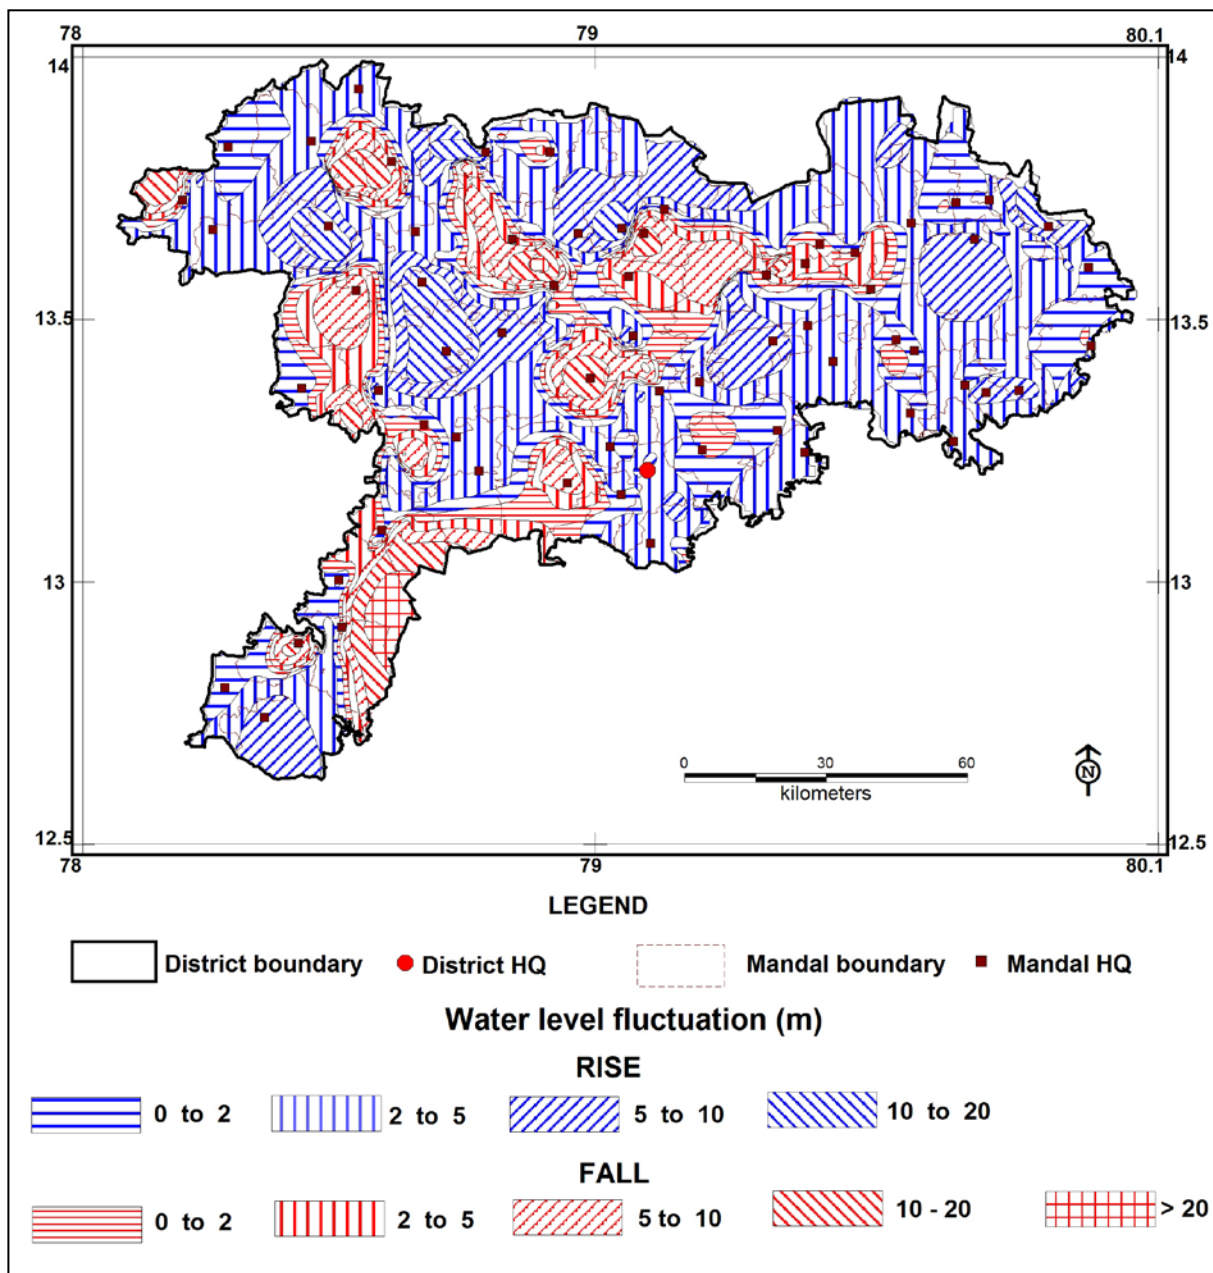 78 79 80.1
14 14
13.5 13.5
13 13
0 30 60
kilometers
N
12.5 12.5
78 79 80.1
LEGEND
District boundary District HQ Mandal boundary Mandal HQ
Water level fluctuation (m)
RISE
0 to 2 2 to 5 5 to 10 10 to 20
FALL
0 to 2 2 to 5 5 to 10 10 - 20 > 20